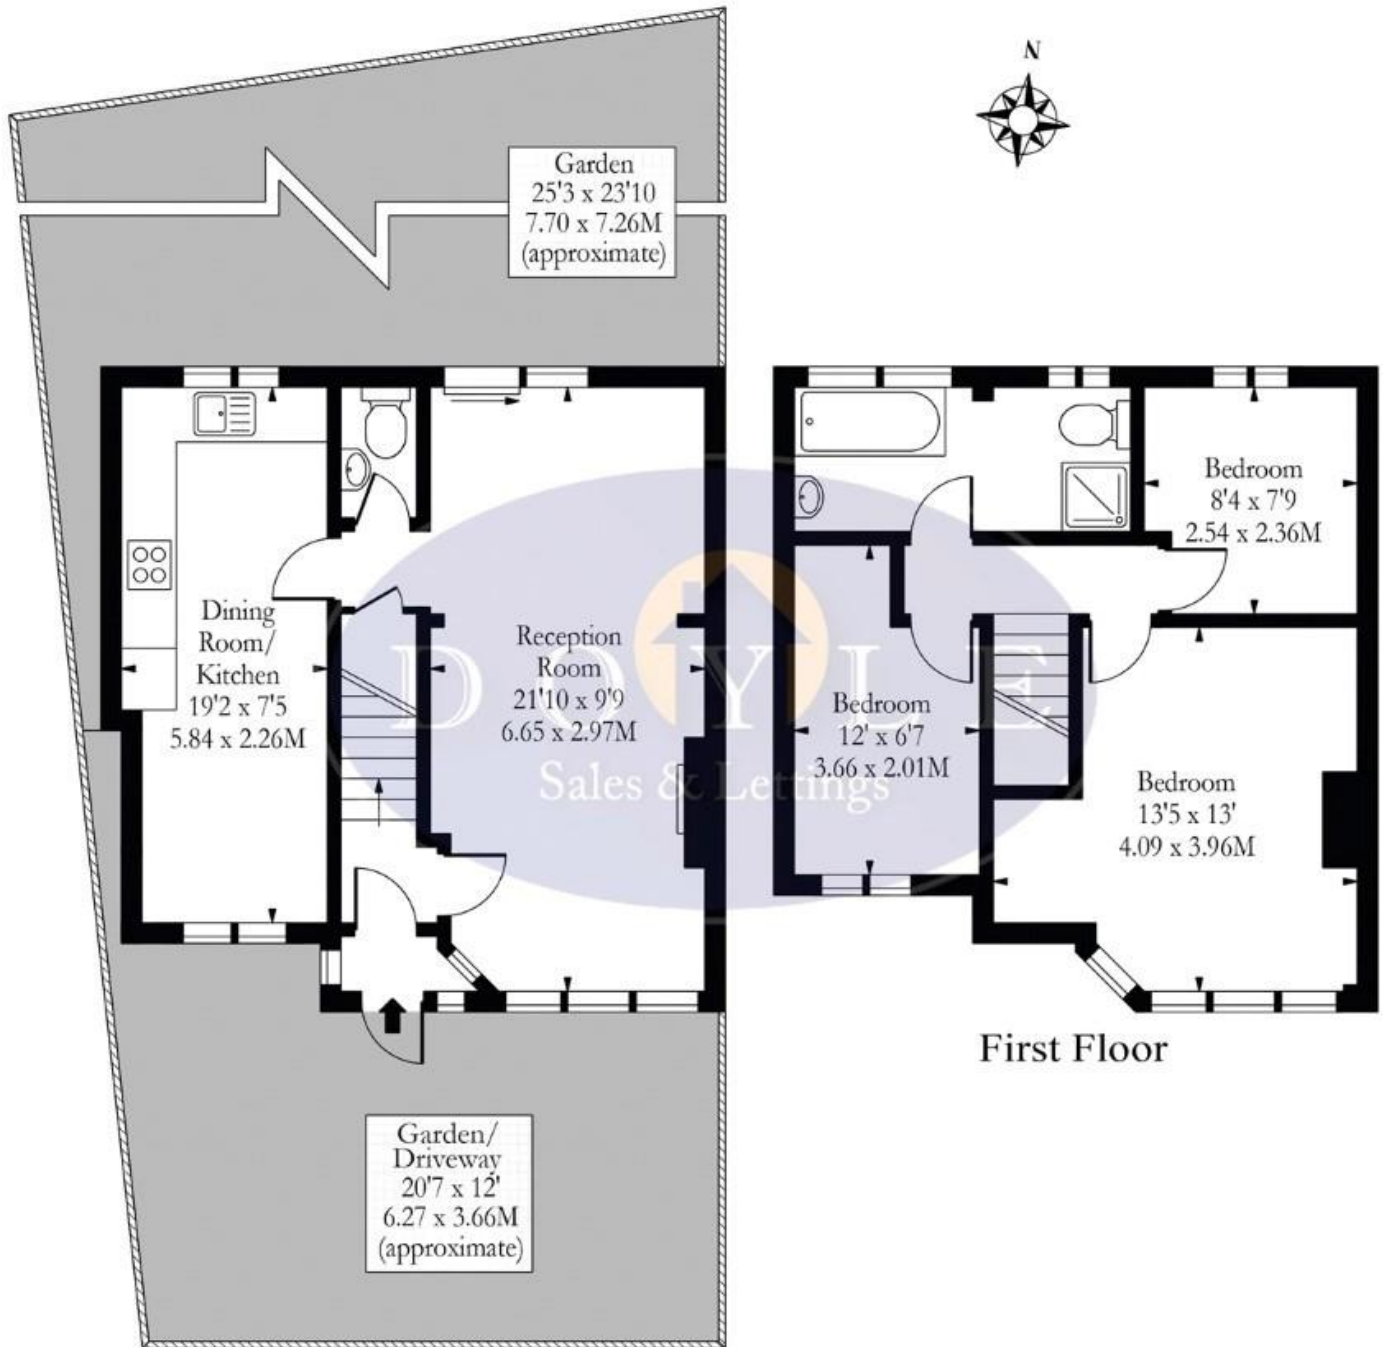 N
Garden
25'3 x 23'10
7.70 x 7.26M
(approximate)
Dining
Room/
Kitchen
19'2 x 7'5
5.84 x 2.26M
Reception
Room
21'10 x 9'9
6.65 x 2.97M
Bedroom
8'4 x 7'9
2.54 x 2.36M
Bedroom
12' x 6'7
3.66 x 2.01M
Bedroom
13'5 x 13'
4.09 x 3.96M
DOYLE
Sales & Lettings
First Floor
Garden/
Driveway
20'7 x 12'
6.27 x 3.66M
(approximate)